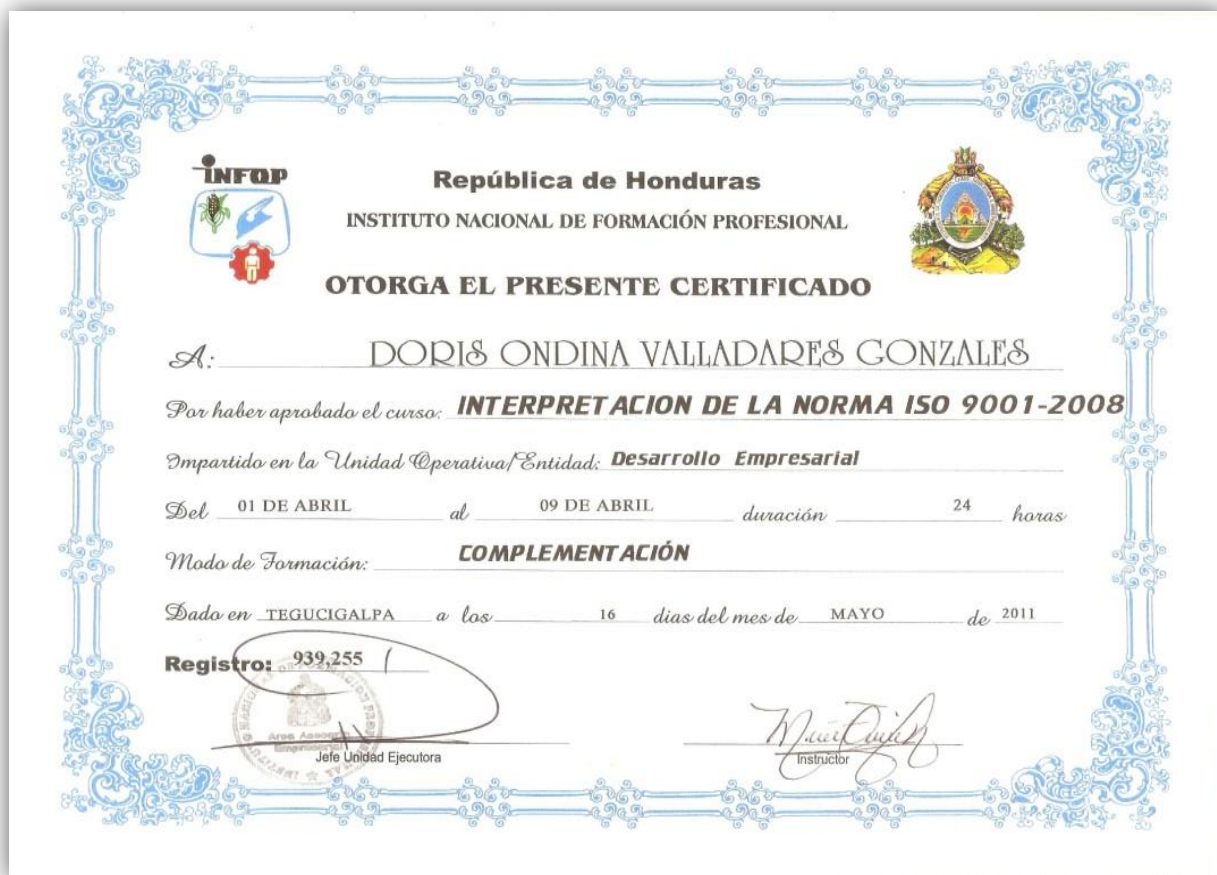 INFOP
República de Honduras
INSTITUTO NACIONAL DE FORMACIÓN PROFESIONAL
OTORGA EL PRESENTE CERTIFICADO
A: DORIS ONDINA VALLADARES GONZALES
Por haber aprobado el curso: INTERPRETACION DE LA NORMA ISO 9001-2008
Impartido en la Unidad Operativa/Entidad: Desarrollo Empresarial
Del 01 DE ABRIL al 09 DE ABRIL duración 24 horas
Modo de Formación: COMPLEMENTACIÓN
Dado en TEGUCIGALPA a los 16 dias del mes de MAYO de 2011
Registro: 939,255
Jefe Unidad Ejecutora
Instructor